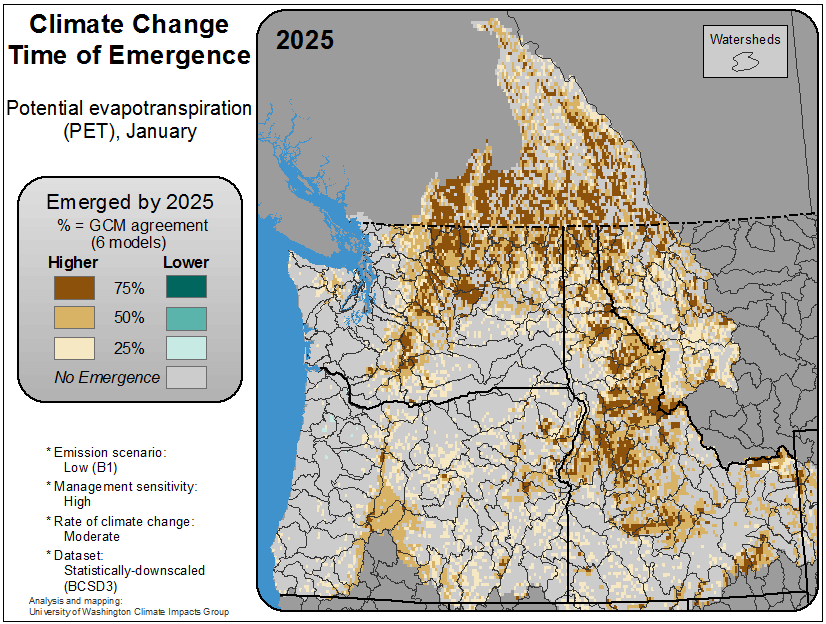 Climate Change
Time of Emergence
Potential evapotranspiration
(PET), January
Emerged by 2025
% = GCM agreement
(6 models)
Higher Lower
75%
50%
25%
No Emergence
* Emission scenario:
Low (B1)
* Management sensitivity:
High
* Rate of climate change:
Moderate
* Dataset:
Statistically-downscaled
(BCSD3)
Analysis and mapping:
University of Washington Climate Impacts Group
2025
Watersheds